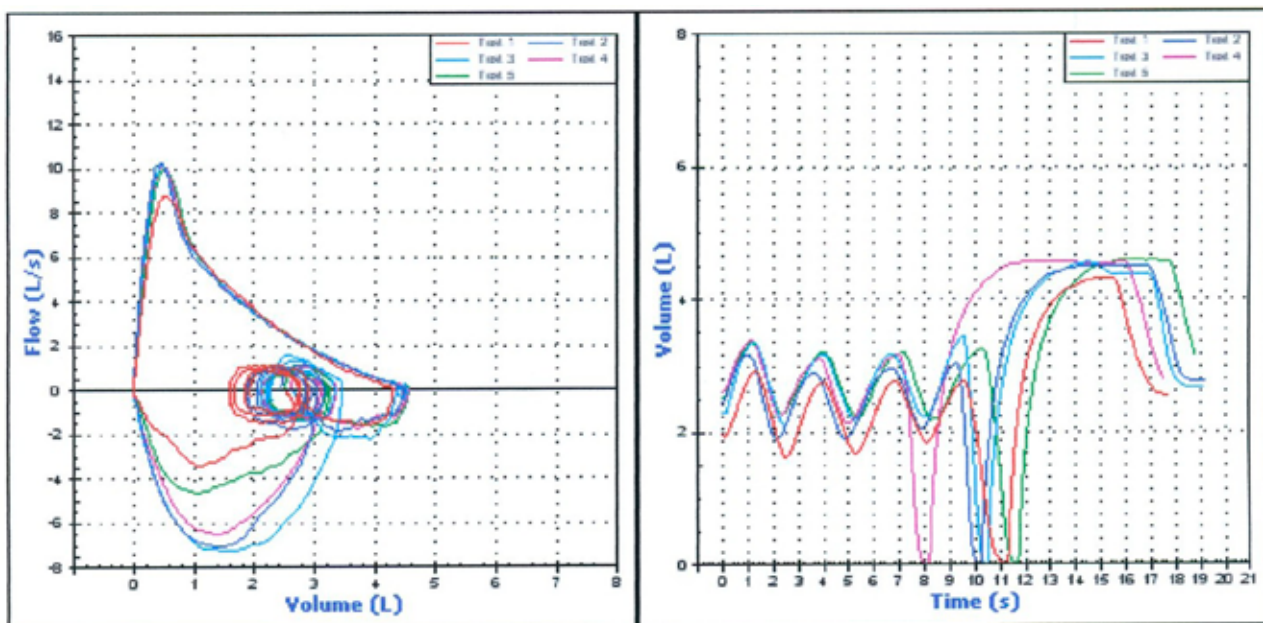 16
14
12
10
8
6
4
2
0
-2
-4
-6
-8
Flow (L/s)
0 1 2 3 4 5 6 7 8
Volume (L)
Test 1 Test 2
Test 3 Test 4
Test 5
8
6
4
2
0
Volume (L)
0 1 2 3 4 5 6 7 8 9 10 11 12 13 14 15 16 17 18 19 20 21
Time (s)
Test 1 Test 2
Test 3 Test 4
Test 5